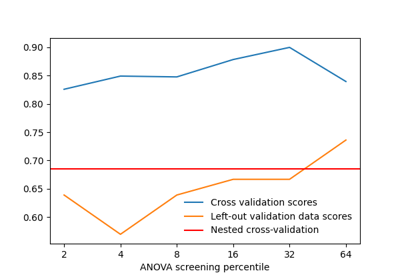 0.90
0.85
0.80
0.75
0.70
0.65
0.60
Cross validation scores
Left-out validation data scores
Nested cross-validation
2 4 8 16 32 64
ANOVA screening percentile